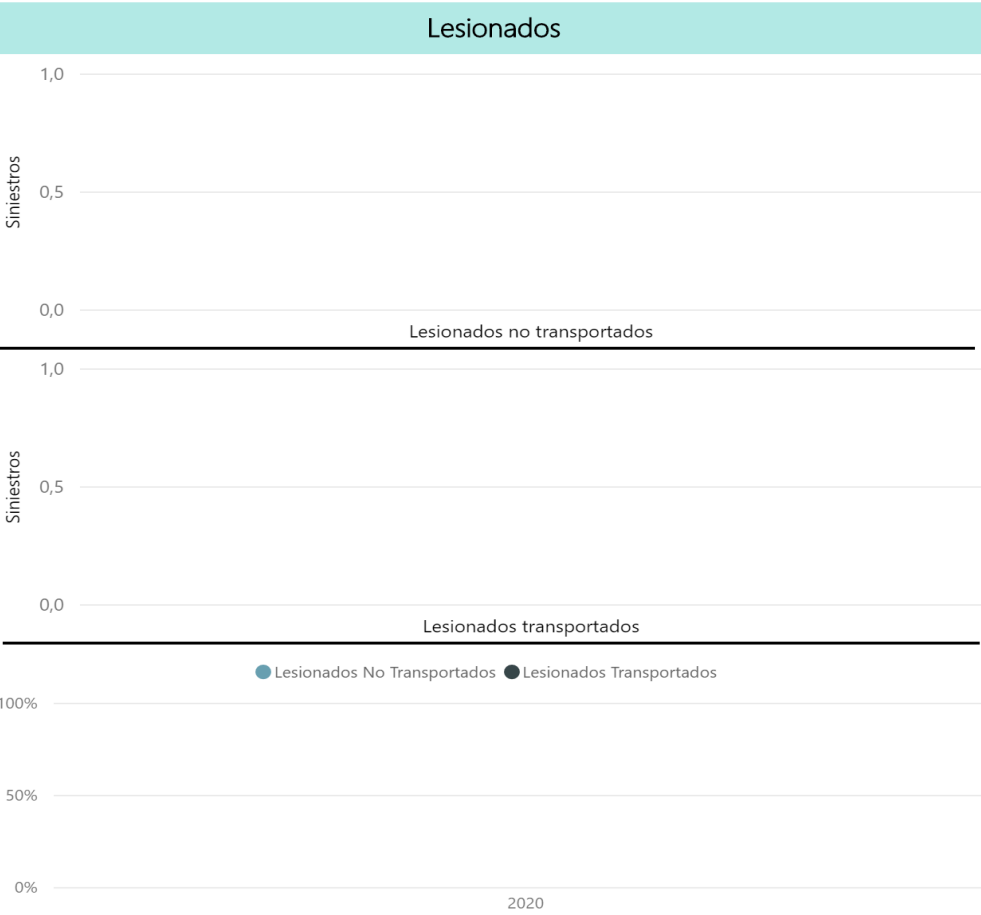 Lesionados
1,0
Siniestros
0,5
0,0
Lesionados no transportados
1,0
Siniestros
0,5
0,0
Lesionados transportados
Lesionados No Transportados Lesionados Transportados
100%
50%
0%
2020